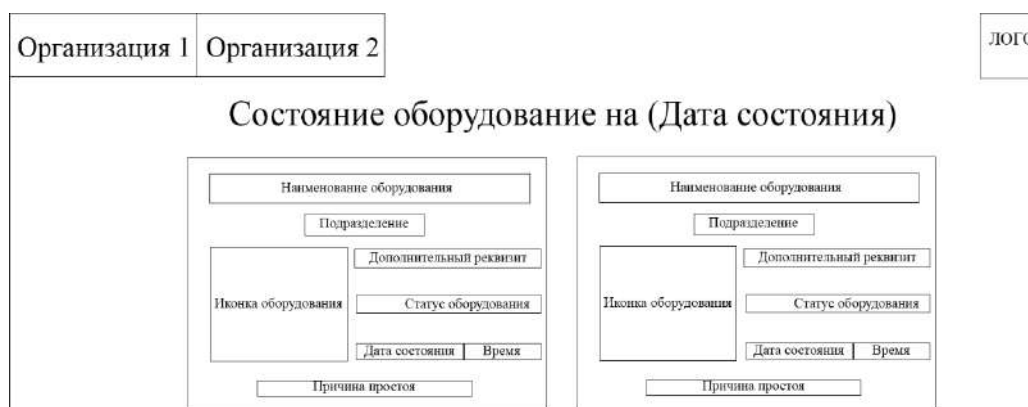 Организация 1 Организация 2 ЛОГО
Состояние оборудование на (Дата состояния)
Наименование оборудования Наименование оборудования
Подразделение Подразделение
Дополнительный реквизит Дополнительный реквизит
Иконка оборудования Статус оборудования Иконка оборудования Статус оборудования
Дата состояния Время Дата состояния Время
Причина простоя Причина простоя